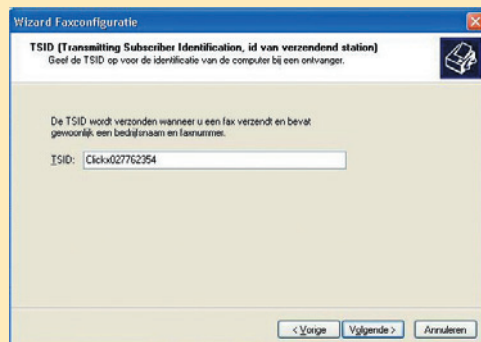 Wizard Faxconfiguratie
TSID (Transmitting Subscriber Identification, id van verzendend station)
Geef de TSID op voor de identificatie van de computer bij een ontvanger.
De TSID wordt verzonden wanneer u een fax verzendt en bevat
gewoonlijk een bedrijfsnaam en faxnummer.
TSID: Clickx027762354
< Vorige Volgende > Annuleren